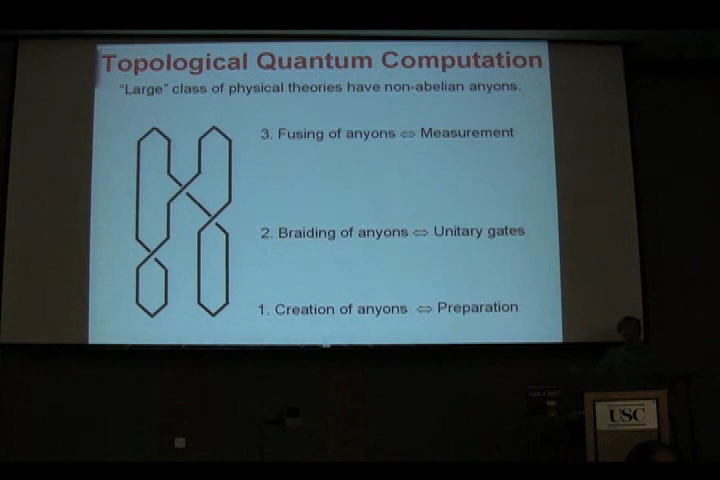 Topological Quantum Computation
"Large" class of physical theories have non-abelian anyons.
3. Fusing of anyons ⇔ Measurement
2. Braiding of anyons ⇔ Unitary gates
1. Creation of anyons ⇔ Preparation
USC